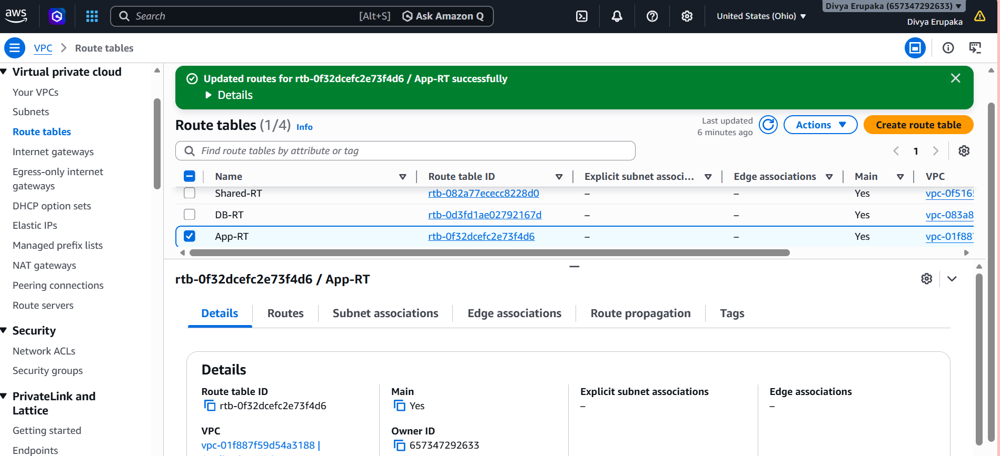 aws
Search
[Alt+S]
Ask Amazon Q
United States (Ohio)
Divya Erupaka (657347292633)
Divya Erupaka
VPC
Route tables
Virtual private cloud
Your VPCs
Subnets
Route tables
Internet gateways
Egress-only internet
gateways
DHCP option sets
Elastic IPs
Managed prefix lists
NAT gateways
Peering connections
Route servers
Security
Network ACLs
Security groups
PrivateLink and
Lattice
Getting started
Endpoints
Updated routes for rtb-0f32dcefc2e73f4d6 / App-RT successfully
Details
Route tables (1/4) Info
Last updated
6 minutes ago
Actions
Create route table
Find route tables by attribute or tag
1
Name Route table ID Explicit subnet associ... Edge associations Main VPC
Shared-RT rtb-082a77ececc8228d0 – – Yes vpc-0f516
DB-RT rtb-0d3fd1ae02792167d – – Yes vpc-083a8
App-RT rtb-0f32dcefc2e73f4d6 – – Yes vpc-01f88
rtb-0f32dcefc2e73f4d6 / App-RT
Details Routes Subnet associations Edge associations Route propagation Tags
Details
Route table ID
rtb-0f32dcefc2e73f4d6
Main
Yes
Explicit subnet associations
–
Edge associations
–
VPC
vpc-01f887f59d54a3188 |
Owner ID
657347292633